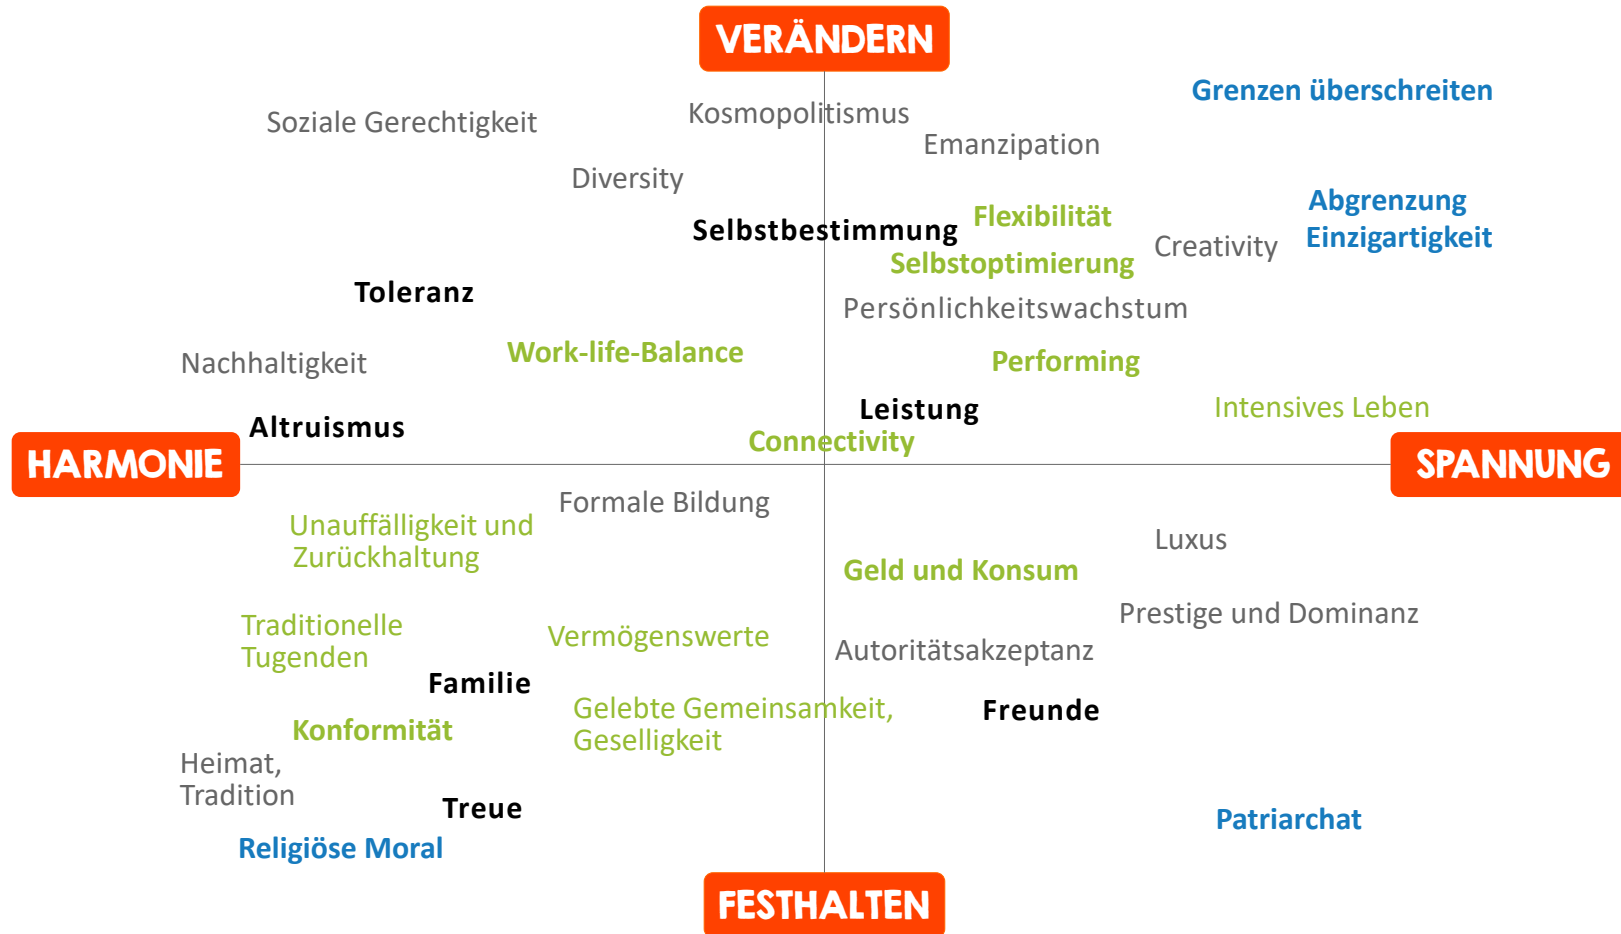 VERÄNDERN
Grenzen überschreiten
Kosmopolitismus
Soziale Gerechtigkeit
Emanzipation
Diversity
Abgrenzung
Einzigartigkeit
Flexibilität
Selbstbestimmung
Creativity
Selbstoptimierung
Toleranz
Persönlichkeitswachstum
Work-life-Balance
Nachhaltigkeit
Performing
Leistung
Intensives Leben
Altruismus
Connectivity
HARMONIE
SPANNUNG
Formale Bildung
Unauffälligkeit und
Zurückhaltung
Luxus
Geld und Konsum
Prestige und Dominanz
Traditionelle
Tugenden
Vermögenswerte
Autoritätsakzeptanz
Familie
Gelebte Gemeinsamkeit,
Geselligkeit
Freunde
Konformität
Heimat,
Tradition
Treue
Patriarchat
Religiöse Moral
FESTHALTEN